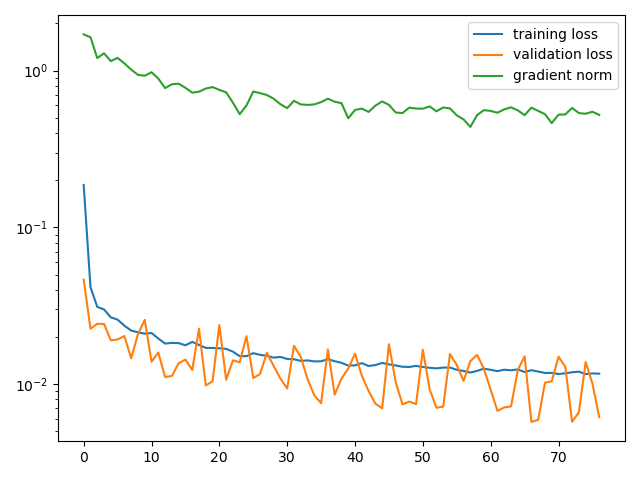 training loss
validation loss
gradient norm
10⁰
10⁻¹
10⁻²
0 10 20 30 40 50 60 70